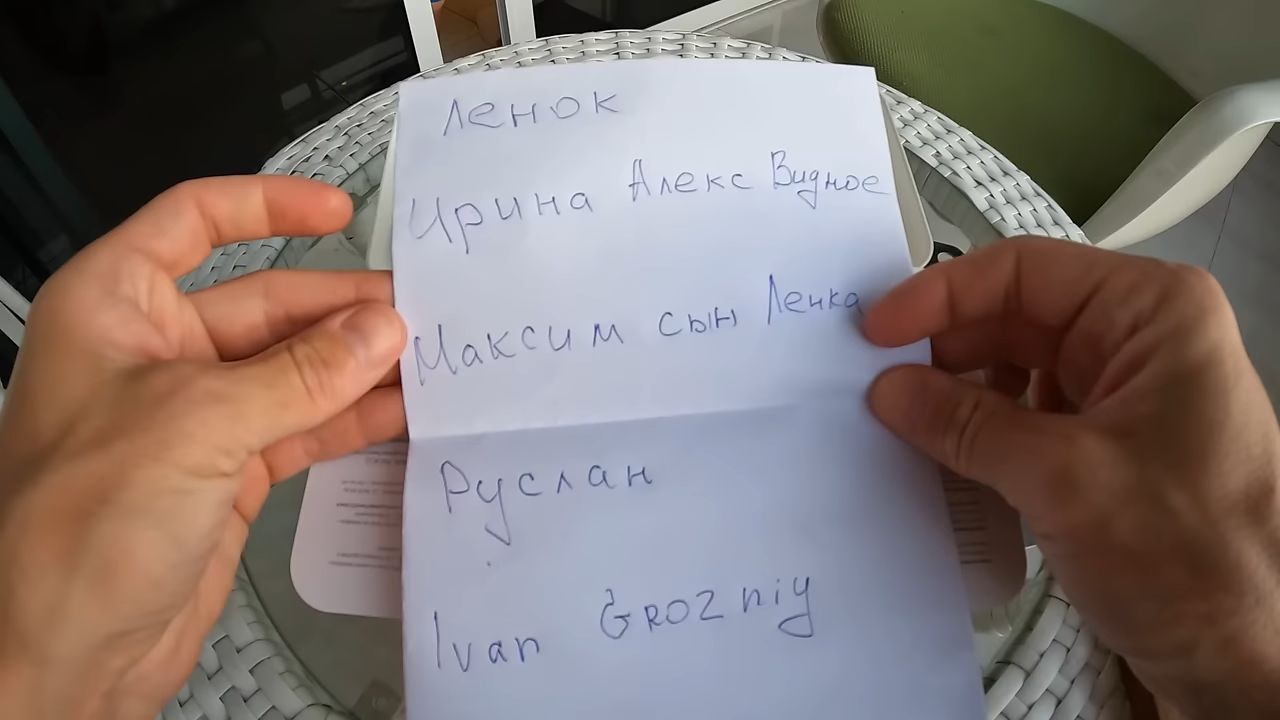 Ленок
Ирина Алекс Видное
Максим сын Ленка
Руслан
Ivan GROZniy